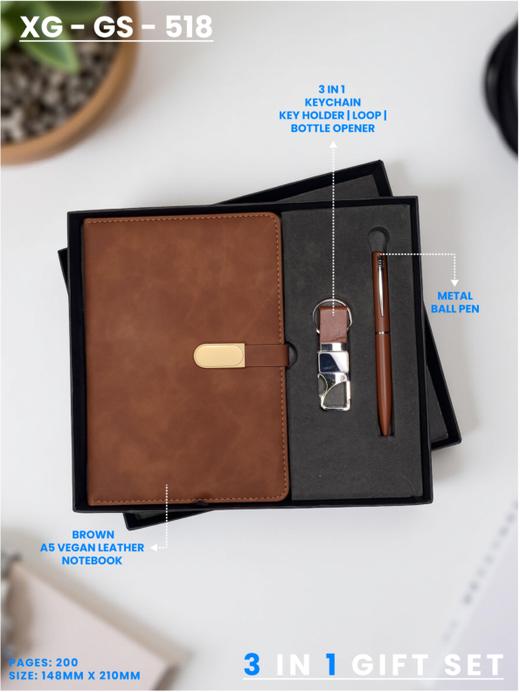 XG - GS - 518
3 IN 1
KEYCHAIN
KEY HOLDER | LOOP |
BOTTLE OPENER
METAL
BALL PEN
BROWN
A5 VEGAN LEATHER
NOTEBOOK
PAGES: 200
SIZE: 148MM X 210MM
3 IN 1 GIFT SET